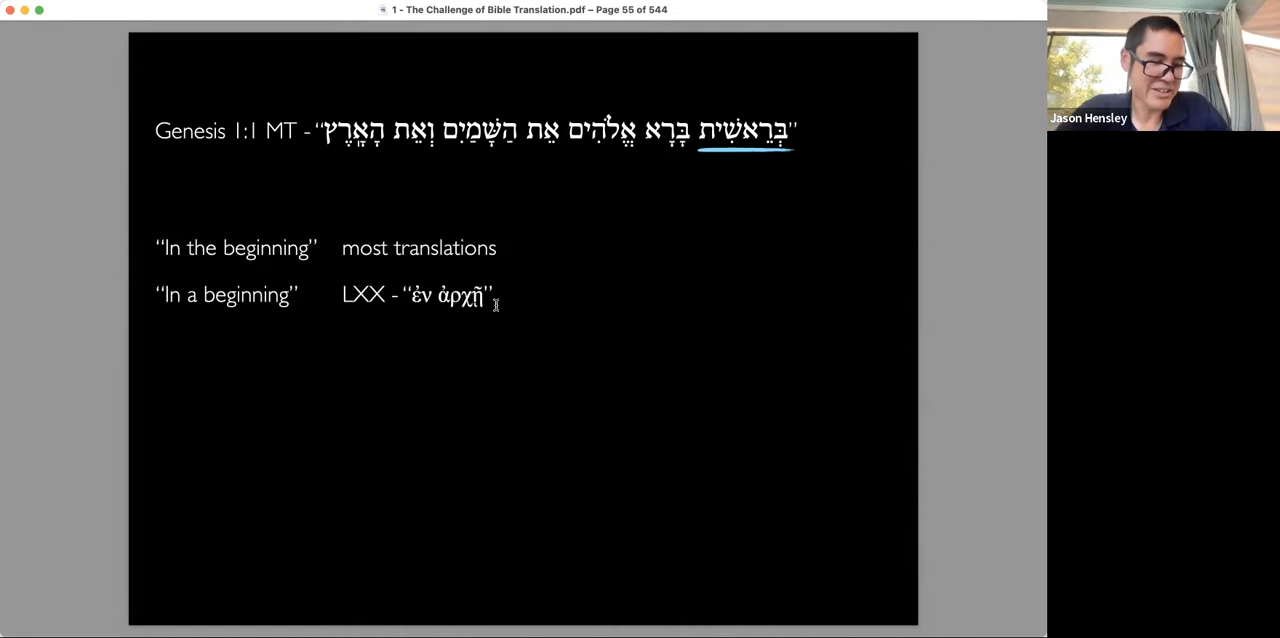 1 - The Challenge of Bible Translation.pdf – Page 55 of 544
Jason Hensley
Genesis 1:1 MT - “בְּרֵאשִׁית בָּרָא אֱלֹהִים אֵת הַשָּׁמַיִם וְאֵת הָאָֽרֶץ”
“In the beginning” most translations
“In a beginning” LXX - “ἐν ἀρχῇ”